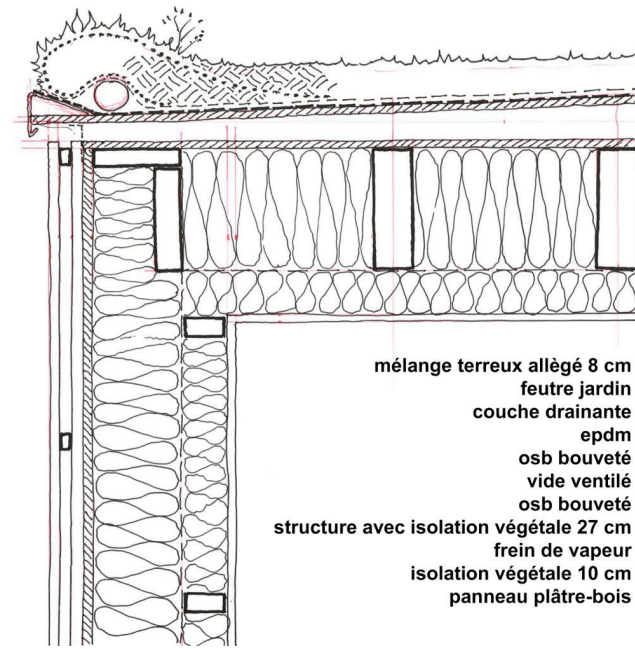 mélange terreux allègé 8 cm
feutre jardin
couche drainante
epdm
osb bouveté
vide ventilé
osb bouveté
structure avec isolation végétale 27 cm
frein de vapeur
isolation végétale 10 cm
panneau plâtre-bois